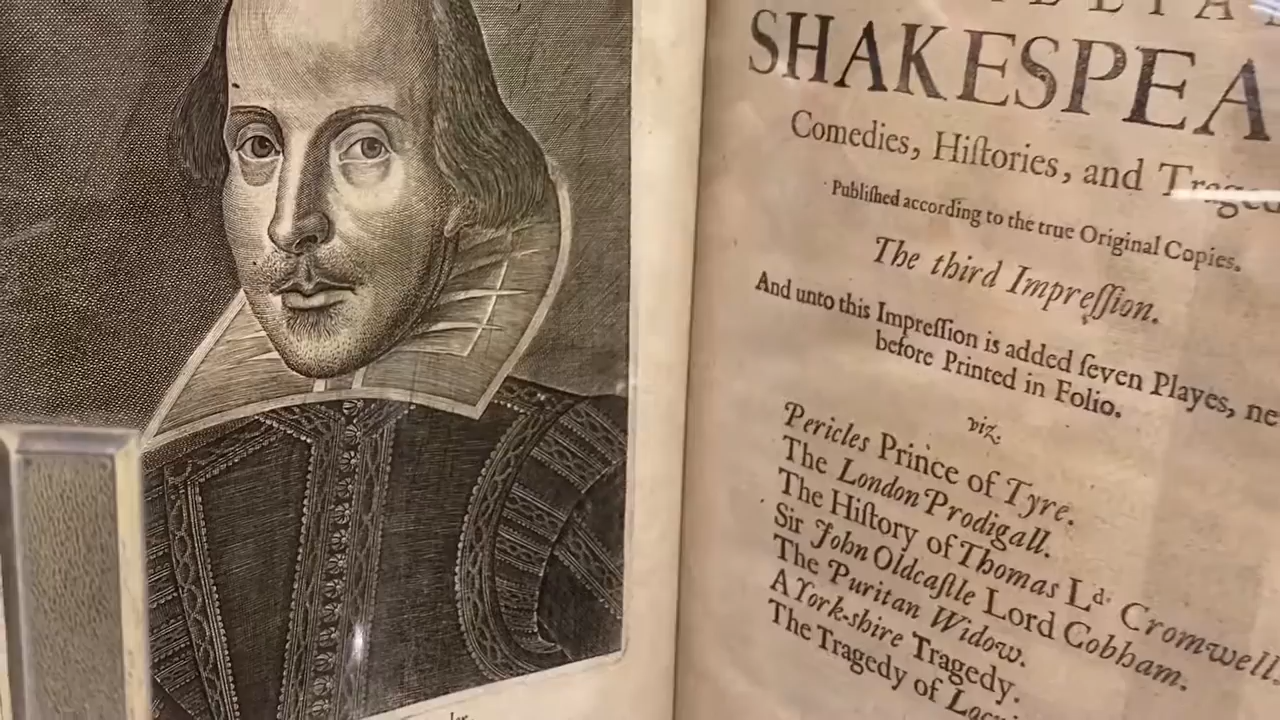 SHAKESPEA
Comedies, Hiſtories, and Traged
Publiſhed according to the true Original Copies.
The third Impreſſion.
And unto this Impreſſion is added ſeven Playes, ne
before Printed in Folio.
viz.
Pericles Prince of Tyre.
The London Prodigall.
The Hiſtory of Thomas Ld. Cromwell.
Sir John Oldcaſtle Lord Cobham.
The Puritan Widow.
A York-shire Tragedy.
The Tragedy of Locri